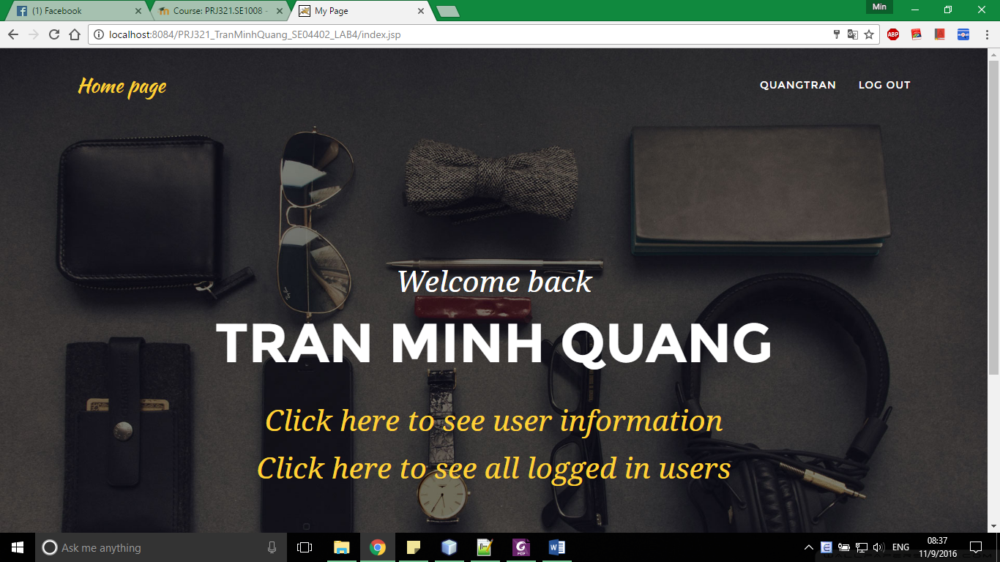 (1) Facebook
Course: PRJ321.SE1008 -
My Page
Min
localhost:8084/PRJ321_TranMinhQuang_SE04402_LAB4/index.jsp
ABP
Home page
QUANGTRAN
LOG OUT
Welcome back
TRAN MINH QUANG
Click here to see user information
Click here to see all logged in users
Ask me anything
ENG
08:37
11/9/2016